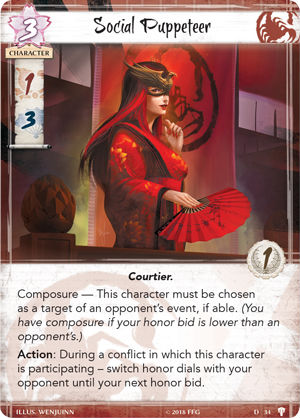 Social Puppeteer
3
CHARACTER
1
3
1
Courtier.
Composure — This character must be chosen
as a target of an opponent's event, if able. (You
have composure if your honor bid is lower than an
opponent's.)
Action: During a conflict in which this
character is participating – switch honor dials with your
opponent until your next honor bid.
ILLUS. WENJUINN
© 2018 FFG
D 34